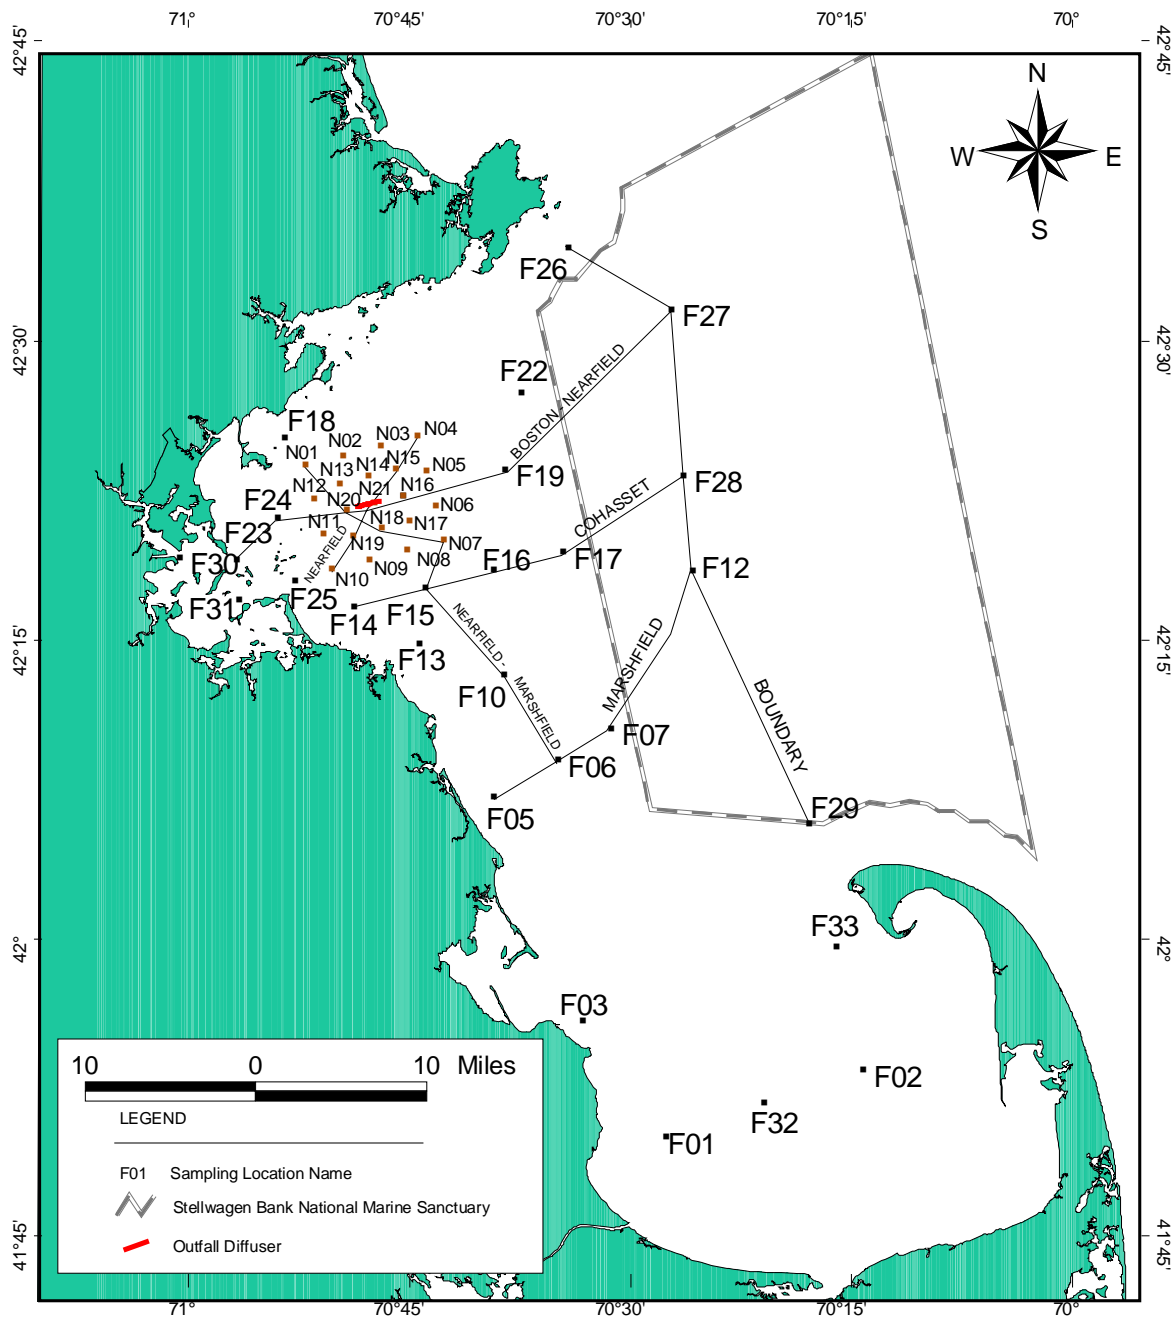 71° 70°45' 70°30' 70°15' 70°
42°45' 42°45'
N
W E
S
F26
F27
42°30' 42°30'
F22
BOSTON - NEARFIELD
F18
N01 N02 N03 N04
N13 N14 N15 N05
F19
F28
N12 N16
F24
N20 N21 N06
COHASSET
F23
N11 N18 N17
N19 N07
F30
NEARFIELD
N10 N09 N08
F16
F17
F12
F31
F25
F14
F15
42°15' 42°15'
F13
NEARFIELD -
MARSHFIELD
F10
MARSHFIELD
BOUNDARY
F07
F06
F05
F29
F33
42° 42°
F03
F02
F32
F01
10 0 10 Miles
LEGEND
F01 Sampling Location Name
Stellwagen Bank National Marine Sanctuary
Outfall Diffuser
41°45' 41°45'
71° 70°45' 70°30' 70°15' 70°